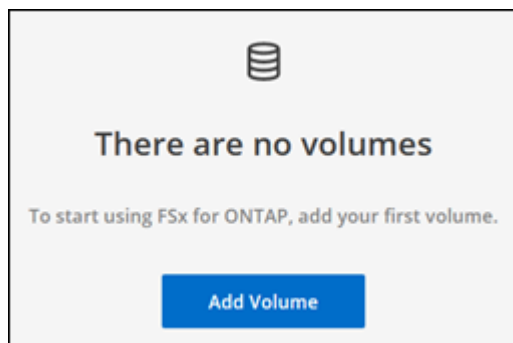 There are no volumes
To start using FSx for ONTAP, add your first volume.
Add Volume